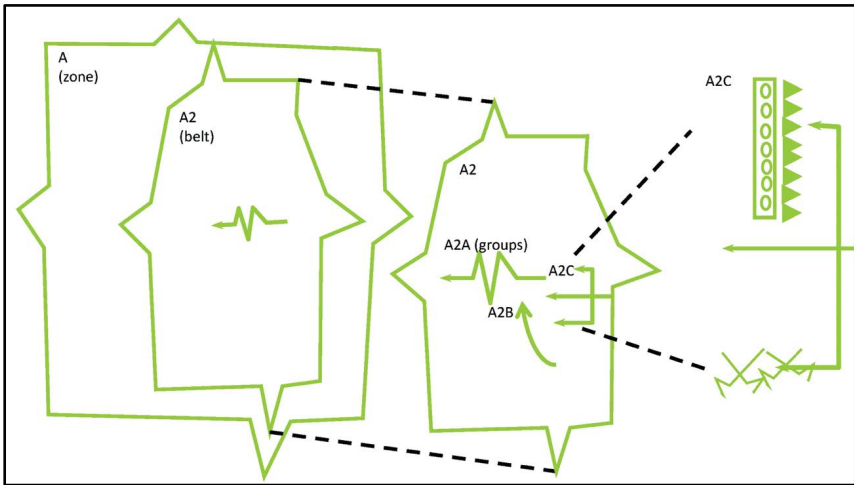 A
(zone)
A2
(belt)
A2
A2A (groups)
A2C
A2B
A2C